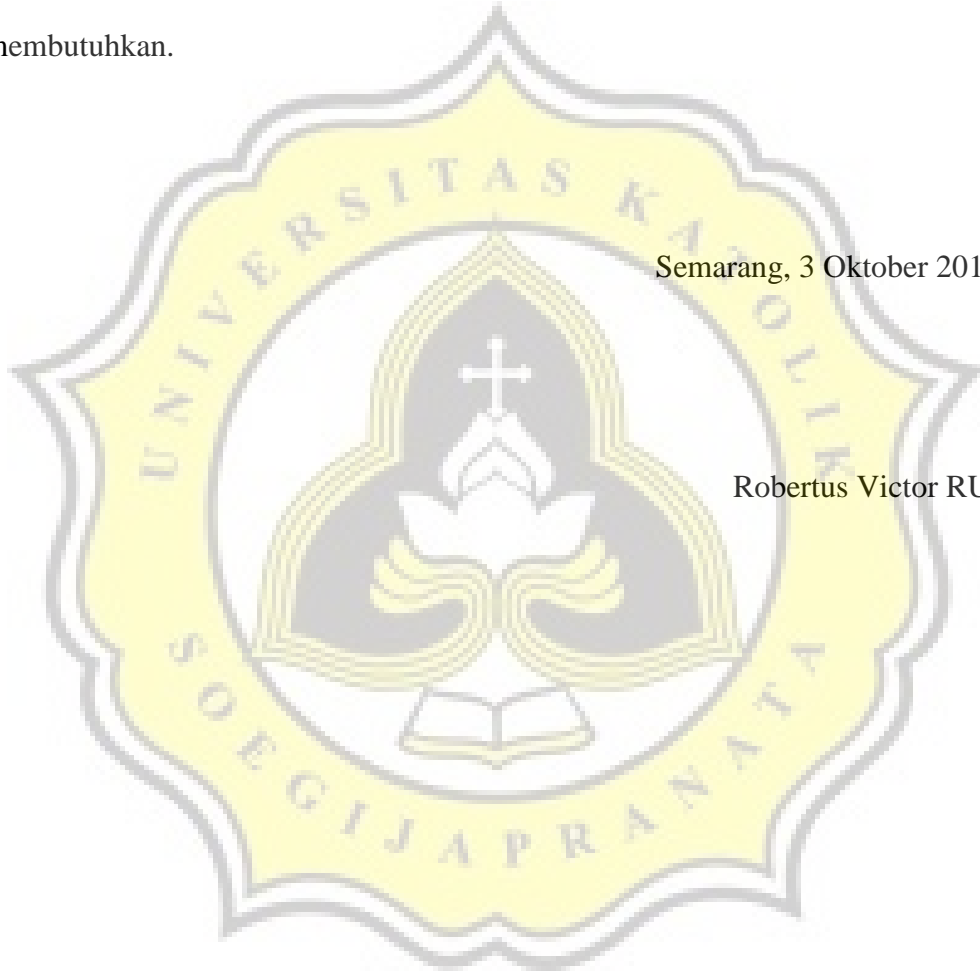 membutuhkan.
UNIVERSITAS KATOLIK
Semarang, 3 Oktober 201
Robertus Victor RU
SOEGIJAPRANATA